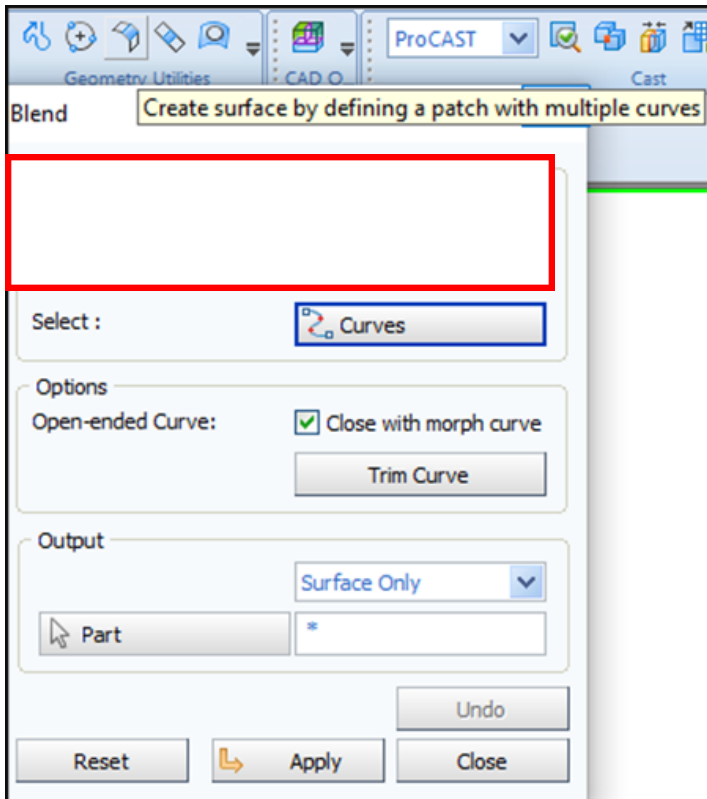 ProCAST
Geometry Utilities
CAD O...
Cast
Blend
Create surface by defining a patch with multiple curves
Select :
Curves
Options
Open-ended Curve:
Close with morph curve
Trim Curve
Output
Surface Only
Part
*
Undo
Reset
Apply
Close